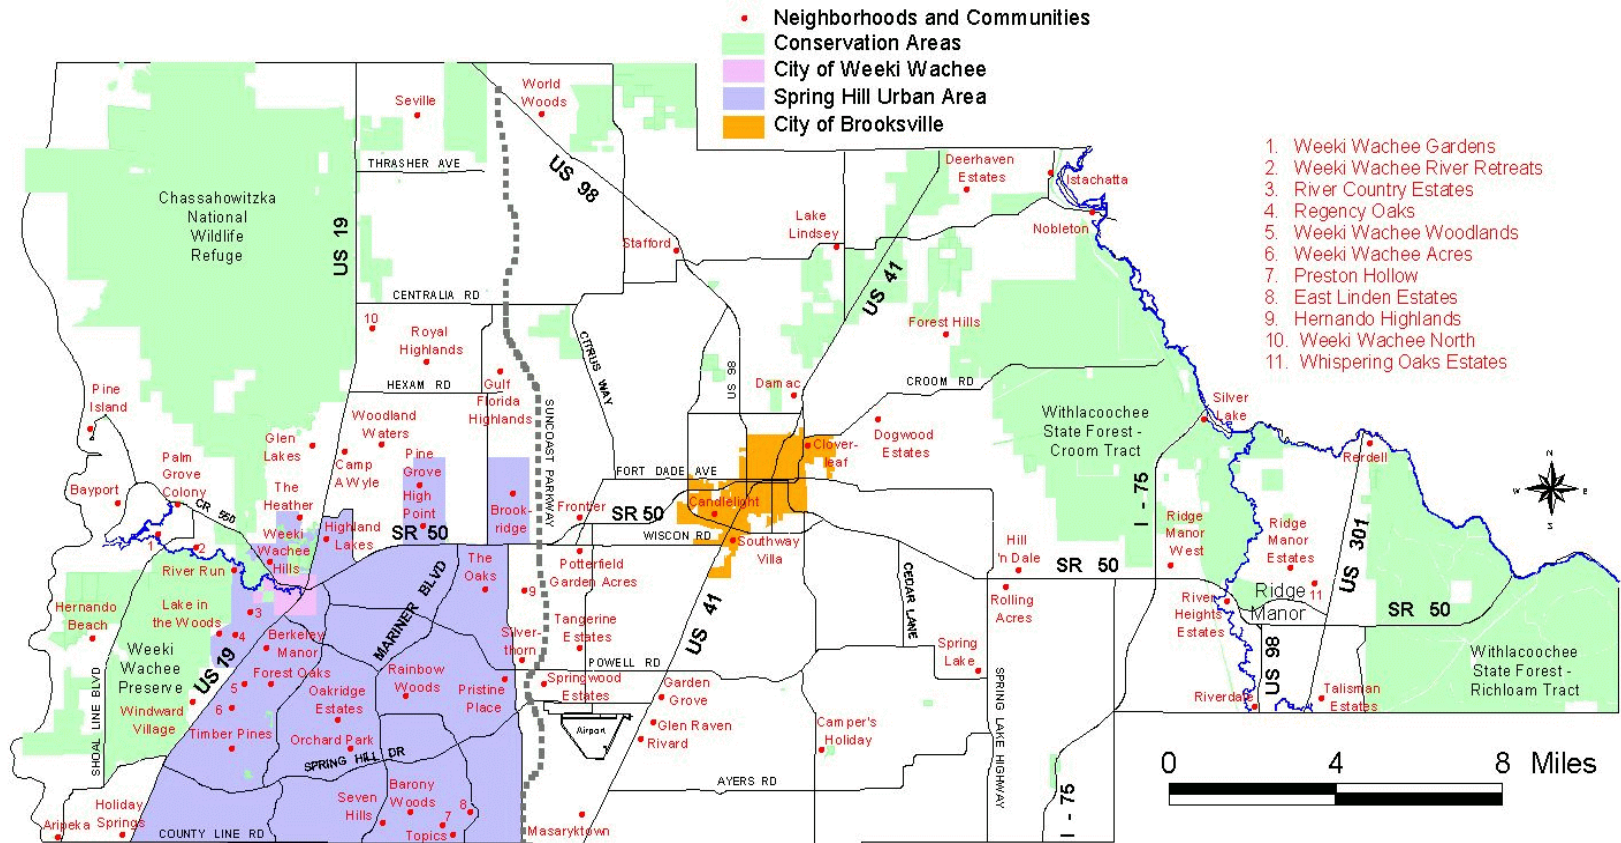 Neighborhoods and Communities
Conservation Areas
City of Weeki Wachee
Spring Hill Urban Area
City of Brooksville
1. Weeki Wachee Gardens
2. Weeki Wachee River Retreats
3. River Country Estates
4. Regency Oaks
5. Weeki Wachee Woodlands
6. Weeki Wachee Acres
7. Preston Hollow
8. East Linden Estates
9. Hernando Highlands
10. Weeki Wachee North
11. Whispering Oaks Estates
Seville
World
Woods
THRASHER AVE
US 98
Deerhaven
Estates
Istachatta
Chassahowitzka
National
Wildlife
Refuge
US 19
Lake
Lindsey
Stafford
Nobleton
US 41
CENTRALIA RD
10
Royal
Highlands
Forest Hills
CITRUS WAY
US 98
HEXAM RD
Gulf
Florida
Highlands
Damac
CROOM RD
Pine
Island
SUNCOAST PARKWAY
Withlacoochee
State Forest -
Croom Tract
Silver
Lake
Woodland
Waters
Glen
Lakes
Camp
A Wyle
Pine
Grove
Clover-
leaf
Dogwood
Estates
Rerdell
Palm
Grove
Colony
FORT DADE AVE
Bayport
The
Heather
High
Point
Brook-
ridge
Frontier
SR 50
Candlelight
I - 75
CR 550
Highland
Lakes
SR 50
WISCON RD
Southway
Villa
Weeki
Wachee
Hills
1
2
River Run
The
Oaks
Potterfield
Garden Acres
Hill
'n Dale
SR 50
Ridge
Manor
West
Ridge
Manor
Estates
US 301
N
W
E
S
Hernando
Beach
Lake in
the Woods
3
4
MARINER BLVD
9
CEDAR LANE
Rolling
Acres
River
Heights
Estates
Ridge
Manor
11
SR 50
Weeki
Wachee
Preserve
Berkeley
Manor
Silver-
thorn
Tangerine
Estates
US 41
Spring
Lake
US 98
Withlacoochee
State Forest -
Richloam Tract
US 19
Forest Oaks
5
6
Oakridge
Estates
Rainbow
Woods
Pristine
Place
POWELL RD
Springwood
Estates
Garden
Grove
Riverdale
Talisman
Estates
SHOAL LINE BLVD
Windward
Village
Timber Pines
Orchard Park
SPRING HILL DR
Airport
Glen Raven
Rivard
Camper's
Holiday
SPRING LAKE HIGHWAY
0 4 8 Miles
AYERS RD
Barony
Woods
Seven
Hills
8
7
Topics
I - 75
Aripeka
Holiday
Springs
COUNTY LINE RD
Masaryktown